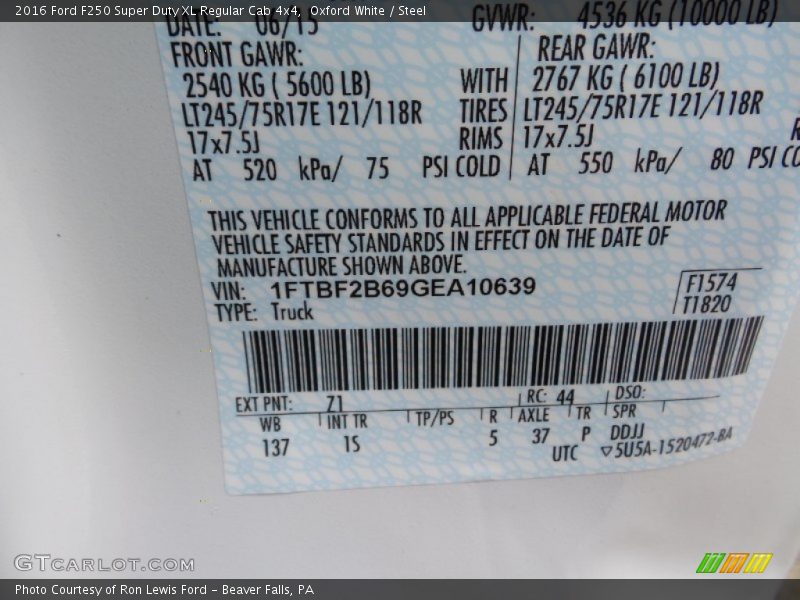 2016 Ford F250 Super Duty XL Regular Cab 4x4,  Oxford White / Steel
DATE: 06/15 GVWR: 4536 KG (10000 LB)
FRONT GAWR: REAR GAWR:
2540 KG ( 5600 LB) WITH 2767 KG ( 6100 LB)
LT245/75R17E 121/118R TIRES LT245/75R17E 121/118R
17x7.5J RIMS 17x7.5J
AT 520 kPa/ 75 PSI COLD AT 550 kPa/ 80 PSI CO
THIS VEHICLE CONFORMS TO ALL APPLICABLE FEDERAL MOTOR
VEHICLE SAFETY STANDARDS IN EFFECT ON THE DATE OF
MANUFACTURE SHOWN ABOVE.
VIN: 1FTBF2B69GEA10639 F1574
TYPE: Truck T1820
EXT PNT: Z1 RC: 44 DSO:
WB INT TR TP/PS R AXLE TR SPR
137 1S 5 37 P DDJJ
UTC ▽5U5A-1520472-BA
GTCARLOT.COM
Photo Courtesy of Ron Lewis Ford - Beaver Falls, PA